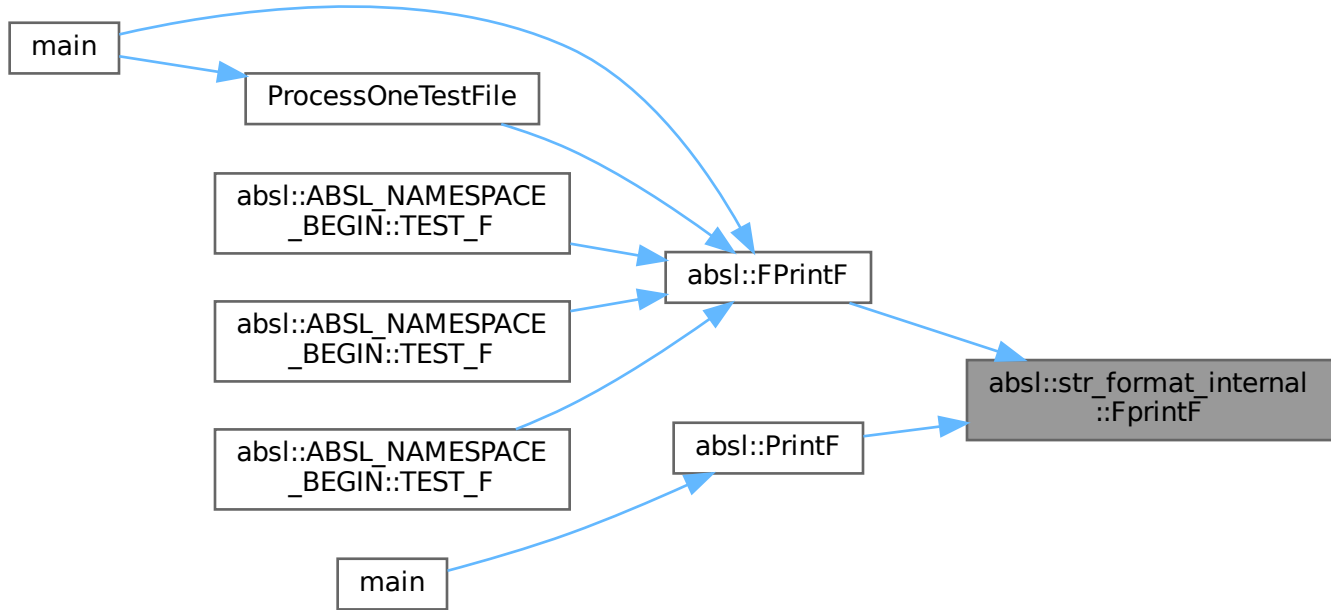 main
ProcessOneTestFile
absl::ABSL_NAMESPACE
_BEGIN::TEST_F
absl::FPrintF
absl::ABSL_NAMESPACE
_BEGIN::TEST_F
absl::str_format_internal
::FprintF
absl::PrintF
absl::ABSL_NAMESPACE
_BEGIN::TEST_F
main